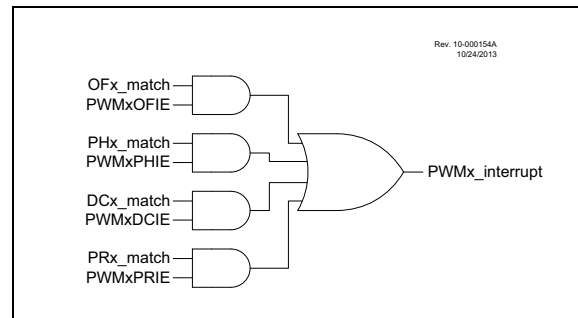 Rev. 10-000154A
10/24/2013
OFx_match
PWMxOFIE
PHx_match
PWMxPHIE
DCx_match
PWMxDCIE
PRx_match
PWMxPRIE
PWMx_interrupt